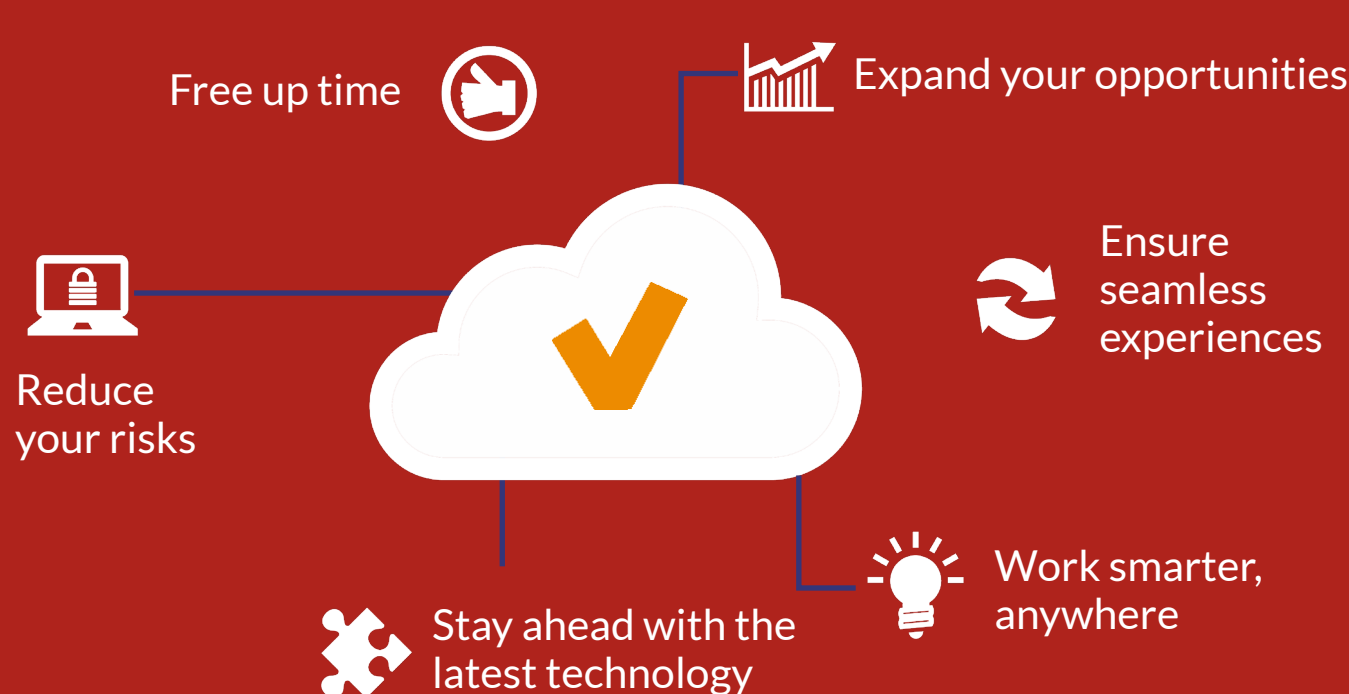 Free up time
Expand your opportunities
Ensure
seamless
experiences
Reduce
your risks
Work smarter,
anywhere
Stay ahead with the
latest technology